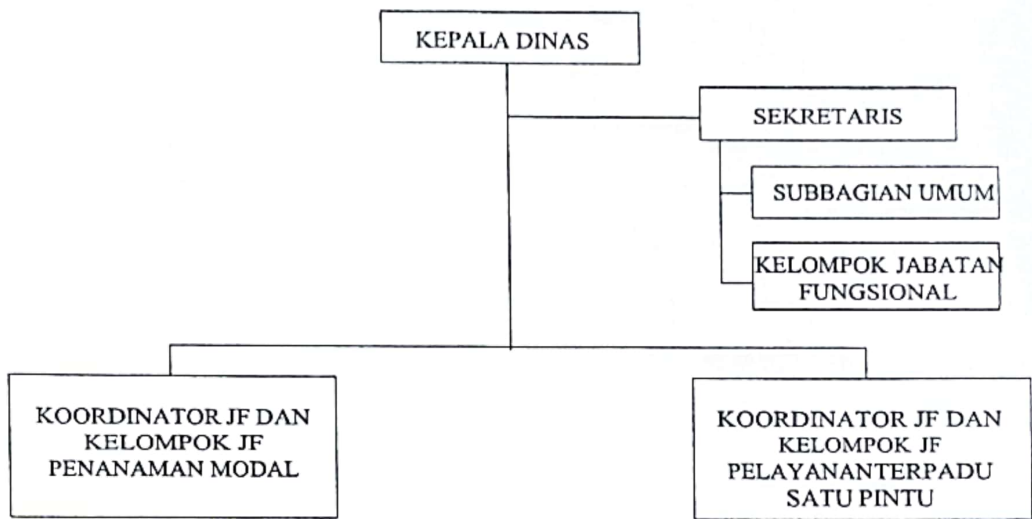 KEPALA DINAS
SEKRETARIS
SUBBAGIAN UMUM
KELOMPOK JABATAN
FUNGSIONAL
KOORDINATOR JF DAN
KELOMPOK JF
PENANAMAN MODAL
KOORDINATOR JF DAN
KELOMPOK JF
PELAYANANTERPADU
SATU PINTU